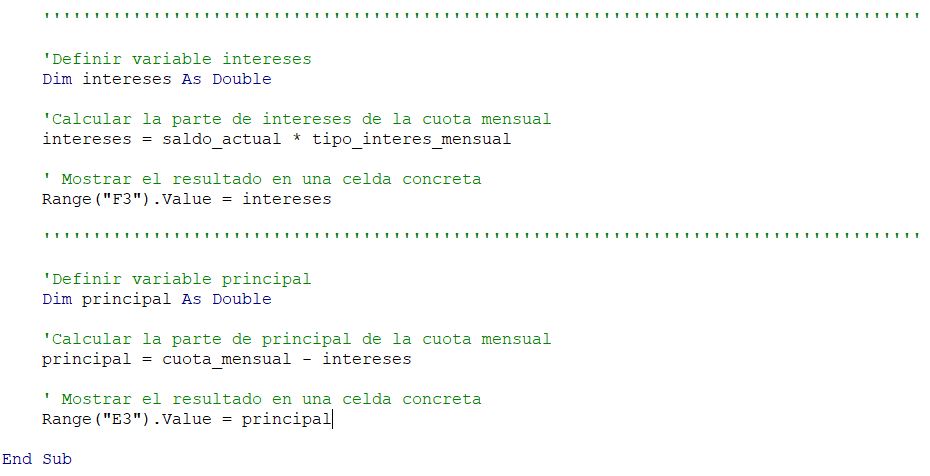 ''''''''''''''''''''''''''''''''''''''''''''''''''''''''''''''''''''''''''''''''''''''''
'Definir variable intereses
Dim intereses As Double
'Calcular la parte de intereses de la cuota mensual
intereses = saldo_actual * tipo_interes_mensual
' Mostrar el resultado en una celda concreta
Range("F3").Value = intereses
''''''''''''''''''''''''''''''''''''''''''''''''''''''''''''''''''''''''''''''''''''''''
'Definir variable principal
Dim principal As Double
'Calcular la parte de principal de la cuota mensual
principal = cuota_mensual - intereses
' Mostrar el resultado en una celda concreta
Range("E3").Value = principal
End Sub